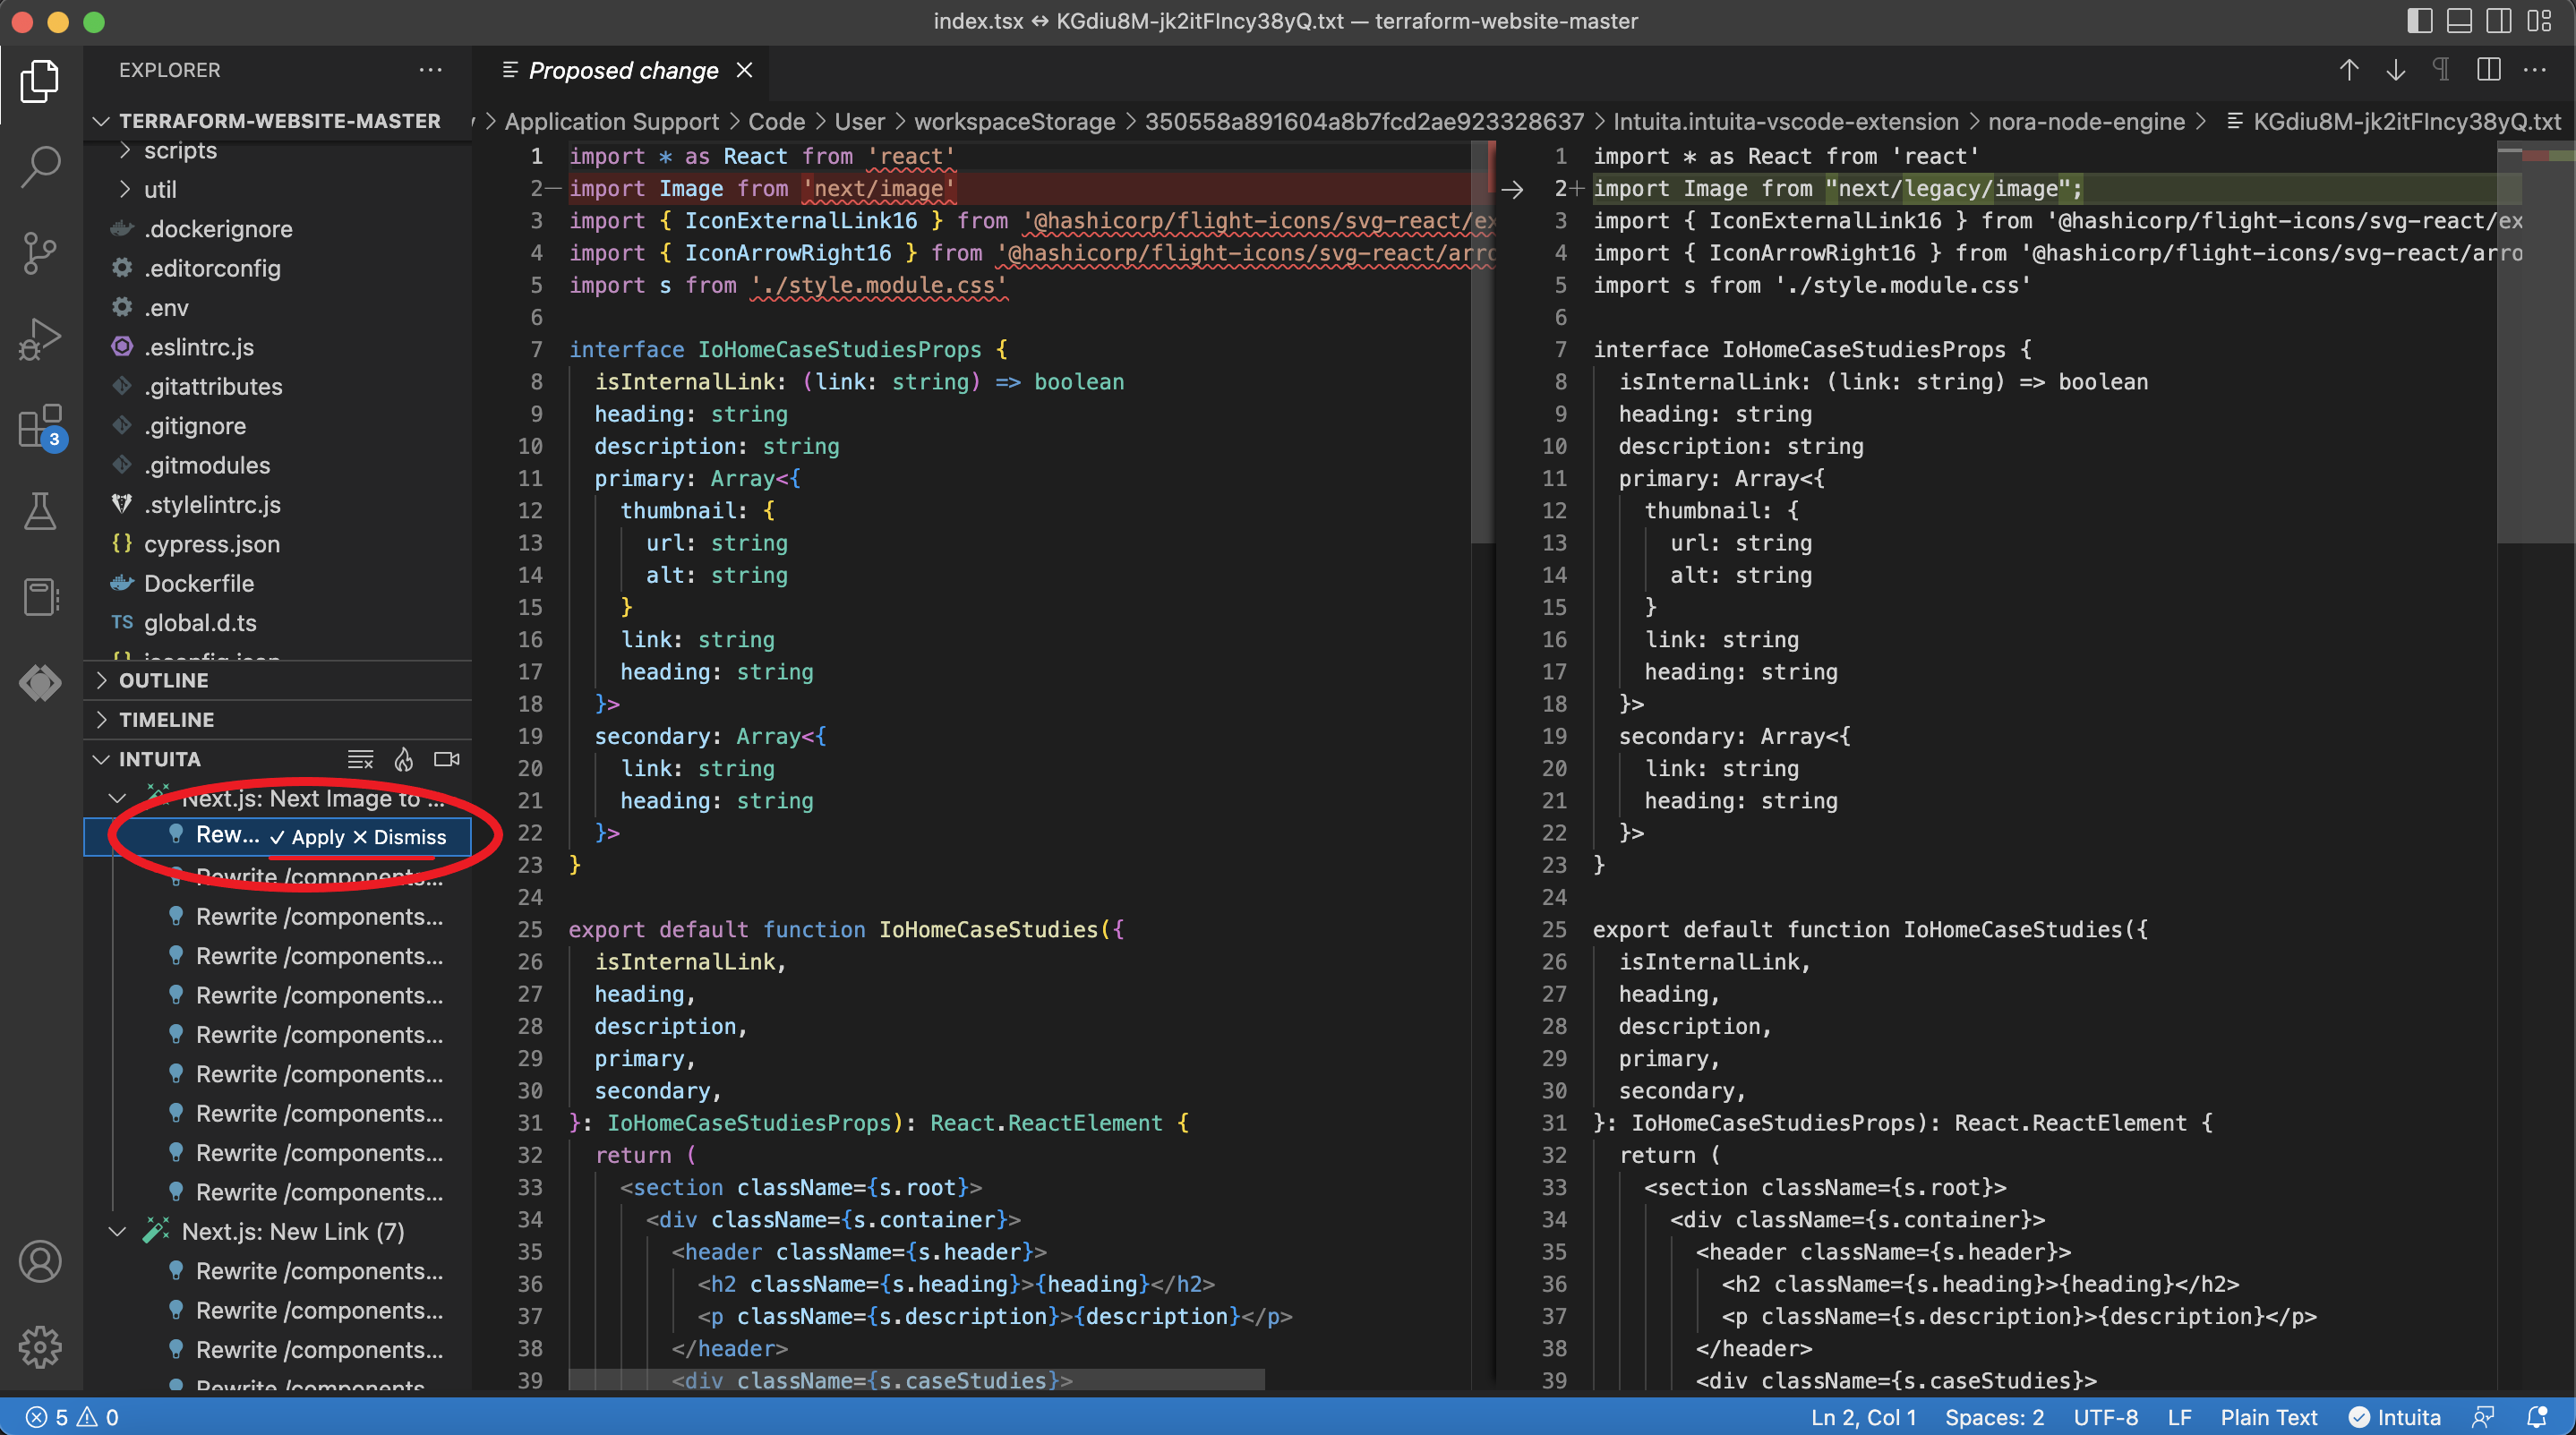 index.tsx ↔ KGdiu8M-jk2itFIncy38yQ.txt — terraform-website-master
EXPLORER
TERRAFORM-WEBSITE-MASTER
scripts
util
.dockerignore
.editorconfig
.env
.eslintrc.js
.gitattributes
.gitignore
.gitmodules
.stylelintrc.js
{} cypress.json
Dockerfile
TS global.d.ts
OUTLINE
TIMELINE
INTUITA
Next.js: Next Image to ...
Rew... ✓ Apply ✕ Dismiss
Rewrite /components...
Rewrite /components...
Rewrite /components...
Rewrite /components...
Rewrite /components...
Rewrite /components...
Rewrite /components...
Rewrite /components...
Rewrite /components...
Next.js: New Link (7)
Rewrite /components...
Rewrite /components...
Rewrite /components...
Rewrite /components
3
Proposed change
> Application Support > Code > User > workspaceStorage > 350558a891604a8b7fcd2ae923328637 > Intuita.intuita-vscode-extension > nora-node-engine > KGdiu8M-jk2itFIncy38yQ.txt
1 import * as React from 'react'
2— import Image from 'next/image'
3 import { IconExternalLink16 } from '@hashicorp/flight-icons/svg-react/ex
4 import { IconArrowRight16 } from '@hashicorp/flight-icons/svg-react/arro
5 import s from './style.module.css'
6
7 interface IoHomeCaseStudiesProps {
8 isInternalLink: (link: string) => boolean
9 heading: string
10 description: string
11 primary: Array<{
12 thumbnail: {
13 url: string
14 alt: string
15 }
16 link: string
17 heading: string
18 }>
19 secondary: Array<{
20 link: string
21 heading: string
22 }>
23 }
24
25 export default function IoHomeCaseStudies({
26 isInternalLink,
27 heading,
28 description,
29 primary,
30 secondary,
31 }: IoHomeCaseStudiesProps): React.ReactElement {
32 return (
33 <section className={s.root}>
34 <div className={s.container}>
35 <header className={s.header}>
36 <h2 className={s.heading}>{heading}</h2>
37 <p className={s.description}>{description}</p>
38 </header>
39 <div className={s.caseStudies}>
1 import * as React from 'react'
2+ import Image from "next/legacy/image";
3 import { IconExternalLink16 } from '@hashicorp/flight-icons/svg-react/ex
4 import { IconArrowRight16 } from '@hashicorp/flight-icons/svg-react/arro
5 import s from './style.module.css'
6
7 interface IoHomeCaseStudiesProps {
8 isInternalLink: (link: string) => boolean
9 heading: string
10 description: string
11 primary: Array<{
12 thumbnail: {
13 url: string
14 alt: string
15 }
16 link: string
17 heading: string
18 }>
19 secondary: Array<{
20 link: string
21 heading: string
22 }>
23 }
24
25 export default function IoHomeCaseStudies({
26 isInternalLink,
27 heading,
28 description,
29 primary,
30 secondary,
31 }: IoHomeCaseStudiesProps): React.ReactElement {
32 return (
33 <section className={s.root}>
34 <div className={s.container}>
35 <header className={s.header}>
36 <h2 className={s.heading}>{heading}</h2>
37 <p className={s.description}>{description}</p>
38 </header>
39 <div className={s.caseStudies}>
5 0
Ln 2, Col 1 Spaces: 2 UTF-8 LF Plain Text Intuita